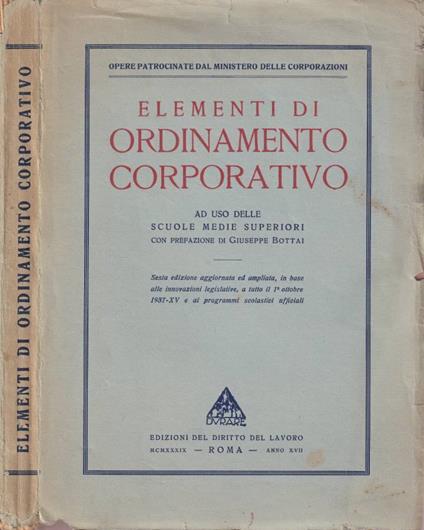 ELEMENTI DI ORDINAMENTO CORPORATIVO
OPERE PATROCINATE DAL MINISTERO DELLE CORPORAZIONI
ELEMENTI DI
ORDINAMENTO
CORPORATIVO
AD USO DELLE
SCUOLE MEDIE SUPERIORI
CON PREFAZIONE DI GIUSEPPE BOTTAI
Sesta edizione aggiornata ed ampliata, in base
alle innovazioni legislative, a tutto il 1º ottobre
1937-XV e ai programmi scolastici ufficiali
DVRARE
EDIZIONI DEL DIRITTO DEL LAVORO
MCMXXXIX — ROMA — ANNO XVII